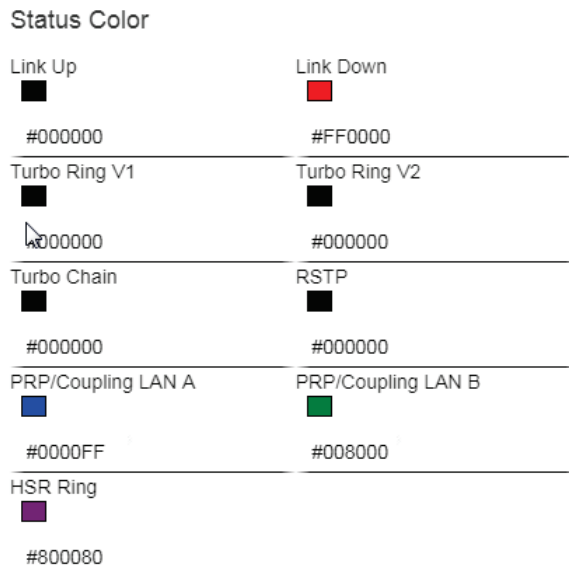 Status Color
Link Up Link Down
#000000 #FF0000
Turbo Ring V1 Turbo Ring V2
000000 #000000
Turbo Chain RSTP
#000000 #000000
PRP/Coupling LAN A PRP/Coupling LAN B
#0000FF #008000
HSR Ring
#800080